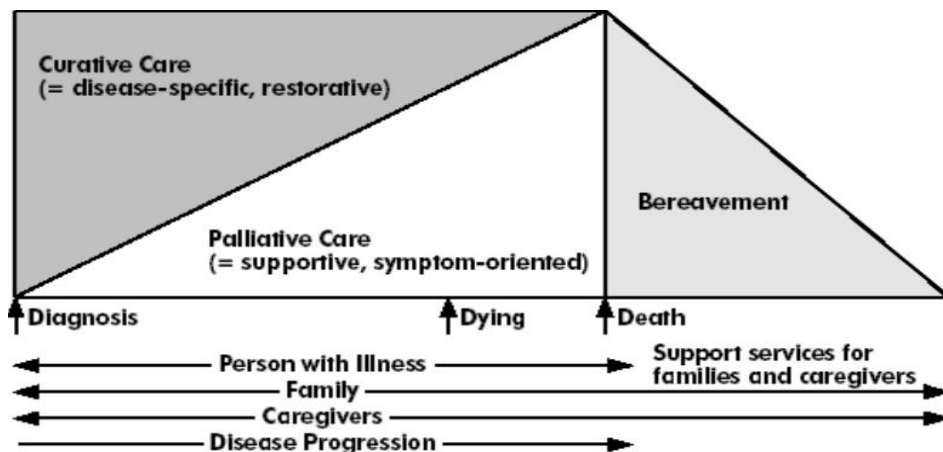 Curative Care
(= disease-specific, restorative)
Bereavement
Palliative Care
(= supportive, symptom-oriented)
Diagnosis
Dying
Death
Person with Illness
Support services for
families and caregivers
Family
Caregivers
Disease Progression